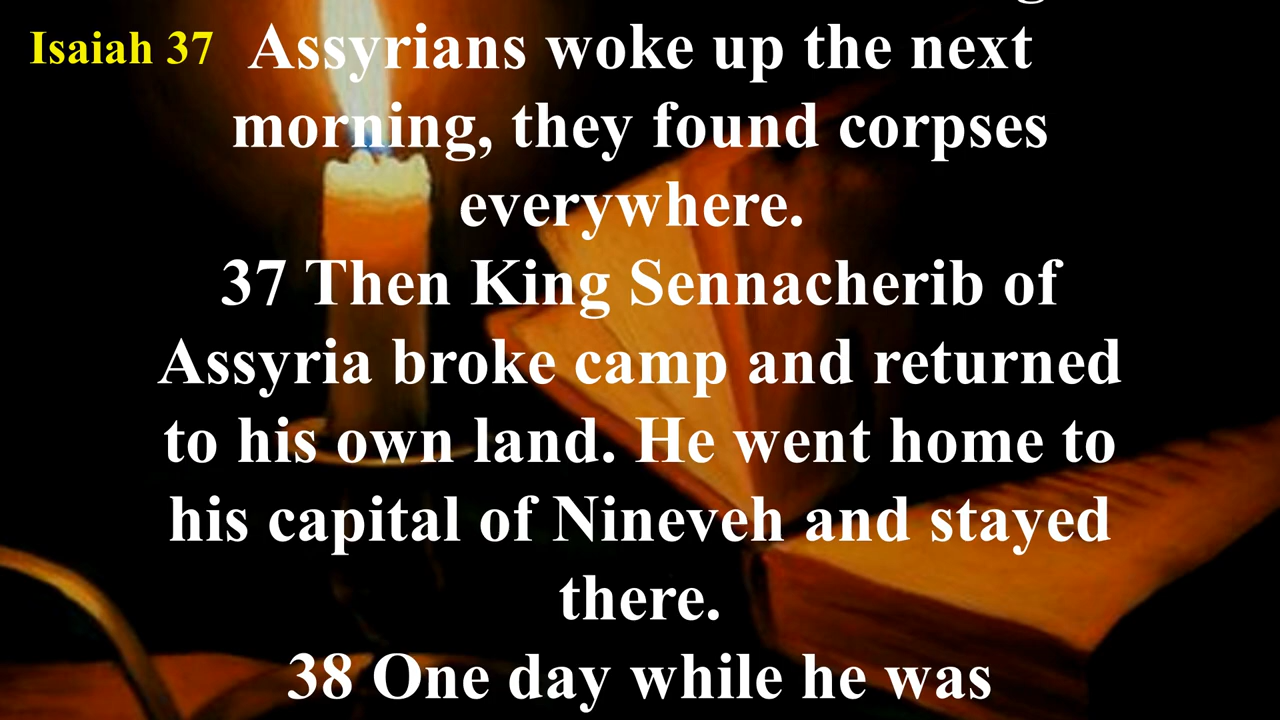 Isaiah 37
Assyrians woke up the next
morning, they found corpses
everywhere.
37 Then King Sennacherib of
Assyria broke camp and returned
to his own land. He went home to
his capital of Nineveh and stayed
there.
38 One day while he was